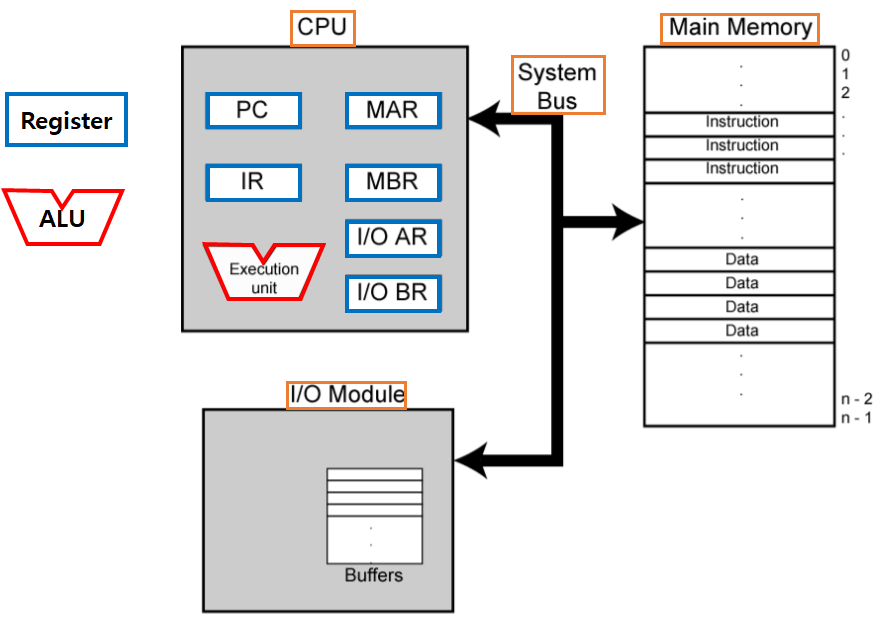 CPU
Main Memory
System
Bus
Register
ALU
PC
MAR
IR
MBR
I/O AR
I/O BR
Execution
unit
0
1
2
.
.
.
.
.
.
Instruction
Instruction
Instruction
.
.
.
Data
Data
Data
Data
.
.
.
n - 2
n - 1
I/O Module
.
.
.
Buffers